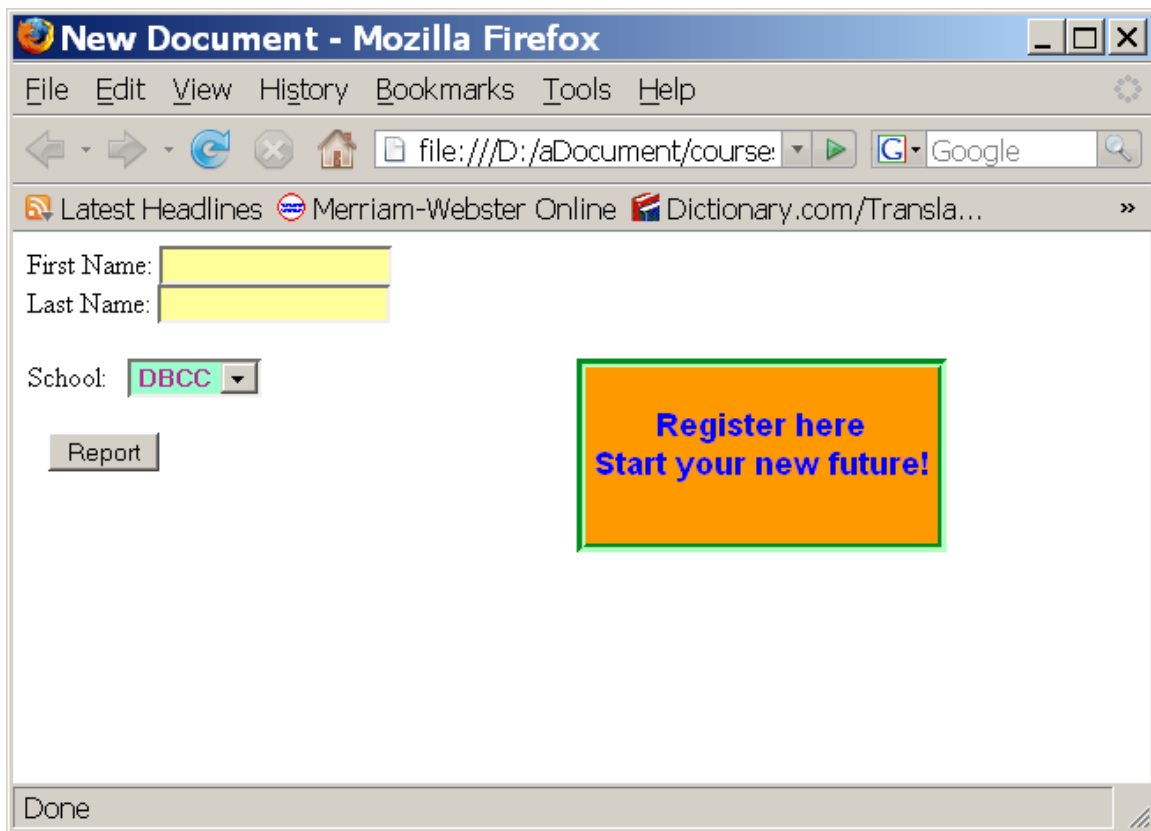 New Document - Mozilla Firefox
File Edit View History Bookmarks Tools Help
file:///D:/aDocument/course: G Google
Latest Headlines Merriam-Webster Online Dictionary.com/Transla... »
First Name:
Last Name:
School: DBCC
Register here
Start your new future!
Report
Done